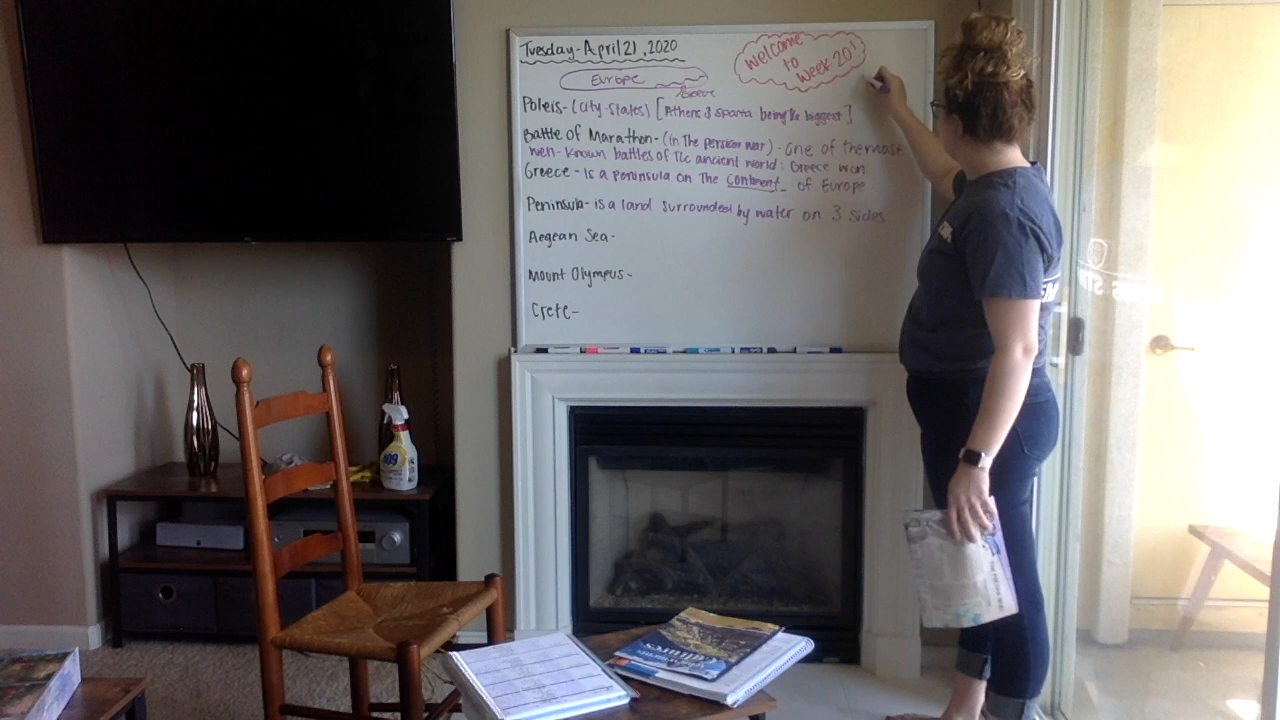 Tuesday-April 21, 2020
Welcome
to
week 20!
Europe
Greece
Poleis- (city-states) [Athens & Sparta being the biggest]
Battle of Marathon- (in The persian war) - one of the most
well-known battles of The ancient world: Greece won
Greece - is a peninsula on The continent of Europe
Peninsula- is a land surrounded by water on 3 sides
Aegean Sea-
Mount Olympus-
Crete-
409
Cultures